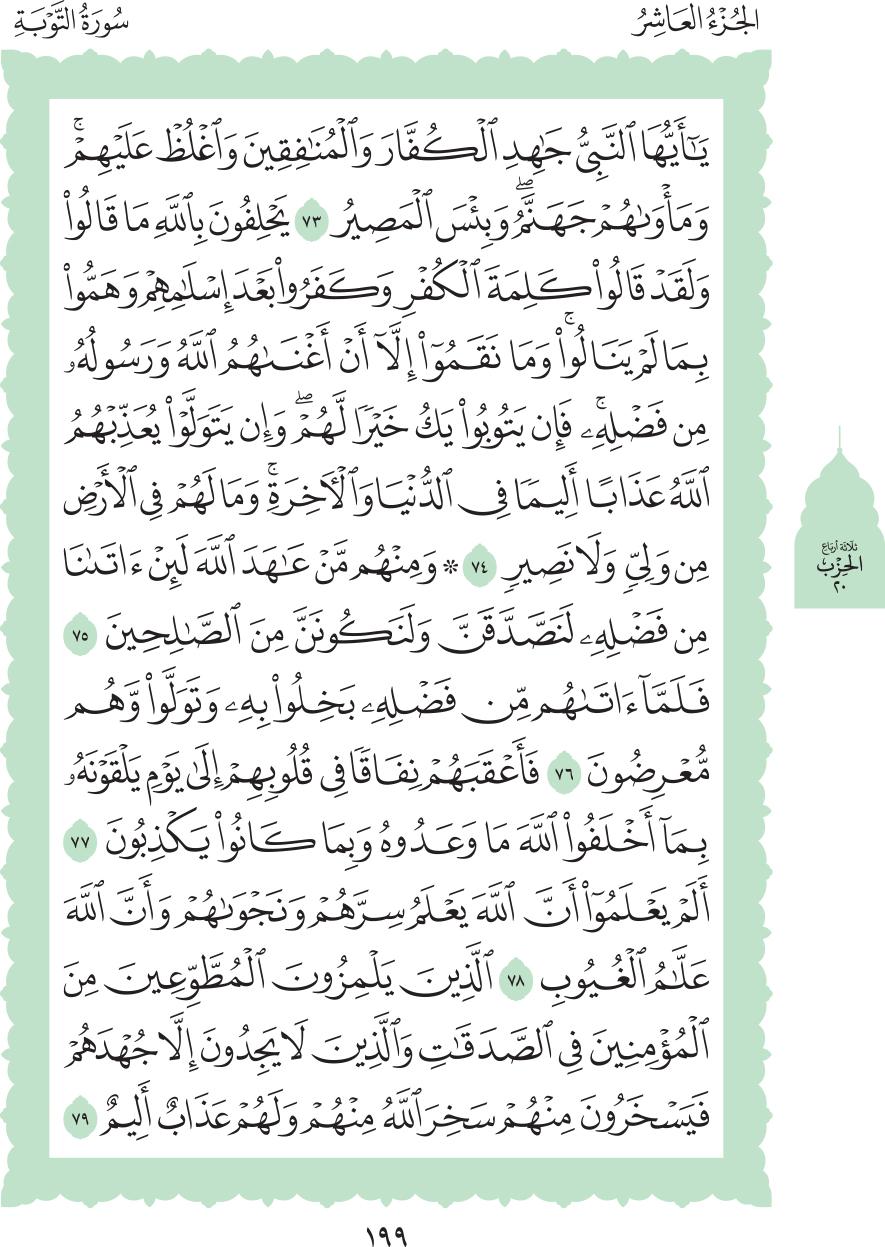 الجُزْءُ العَاشِرُ
سُورَةُ التَّوْبَةِ
يَٰٓأَيُّهَا ٱلنَّبِىُّ جَٰهِدِ ٱلْكُفَّارَ وَٱلْمُنَٰفِقِينَ وَٱغْلُظْ عَلَيْهِمْۚ
وَمَأْوَىٰهُمْ جَهَنَّمُۖ وَبِئْسَ ٱلْمَصِيرُ ٧٣ يَحْلِفُونَ بِٱللَّهِ مَا قَالُوا۟
وَلَقَدْ قَالُوا۟ كَلِمَةَ ٱلْكُفْرِ وَكَفَرُوا۟ بَعْدَ إِسْلَٰمِهِمْ وَهَمُّوا۟
بِمَا لَمْ يَنَالُوا۟ۚ وَمَا نَقَمُوٓا۟ إِلَّآ أَنْ أَغْنَىٰهُمُ ٱللَّهُ وَرَسُولُهُۥ
مِن فَضْلِهِۦۚ فَإِن يَتُوبُوا۟ يَكُ خَيْرًا لَّهُمْۖ وَإِن يَتَوَلَّوْا۟ يُعَذِّبْهُمُ
ٱللَّهُ عَذَابًا أَلِيمًا فِى ٱلدُّنْيَا وَٱلْءَاخِرَةِۚ وَمَا لَهُمْ فِى ٱلْأَرْضِ
مِن وَلِىٍّ وَلَا نَصِيرٍ ٧٤ ۞ وَمِنْهُم مَّنْ عَٰهَدَ ٱللَّهَ لَئِنْ ءَاتَىٰنَا
مِن فَضْلِهِۦ لَنَصَّدَّقَنَّ وَلَنَكُونَنَّ مِنَ ٱلصَّٰلِحِينَ ٧٥
فَلَمَّآ ءَاتَىٰهُم مِّن فَضْلِهِۦ بَخِلُوا۟ بِهِۦ وَتَوَلَّوا۟ وَّهُم
مُّعْرِضُونَ ٧٦ فَأَعْقَبَهُمْ نِفَاقًا فِى قُلُوبِهِمْ إِلَىٰ يَوْمِ يَلْقَوْنَهُۥ
بِمَآ أَخْلَفُوا۟ ٱللَّهَ مَا وَعَدُوهُ وَبِمَا كَانُوا۟ يَكْذِبُونَ ٧٧
أَلَمْ يَعْلَمُوٓا۟ أَنَّ ٱللَّهَ يَعْلَمُ سِرَّهُمْ وَنَجْوَىٰهُمْ وَأَنَّ ٱللَّهَ
عَلَّٰمُ ٱلْغُيُوبِ ٧٨ ٱلَّذِينَ يَلْمِزُونَ ٱلْمُطَّوِّعِينَ مِنَ
ٱلْمُؤْمِنِينَ فِى ٱلصَّدَقَٰتِ وَٱلَّذِينَ لَا يَجِدُونَ إِلَّا جُهْدَهُمْ
فَيَسْخَرُونَ مِنْهُمْ سَخِرَ ٱللَّهُ مِنْهُمْ وَلَهُمْ عَذَابٌ أَلِيمٌ ٧٩
ثلاثة أرباع
الحِزْب
٢٠
١٩٩